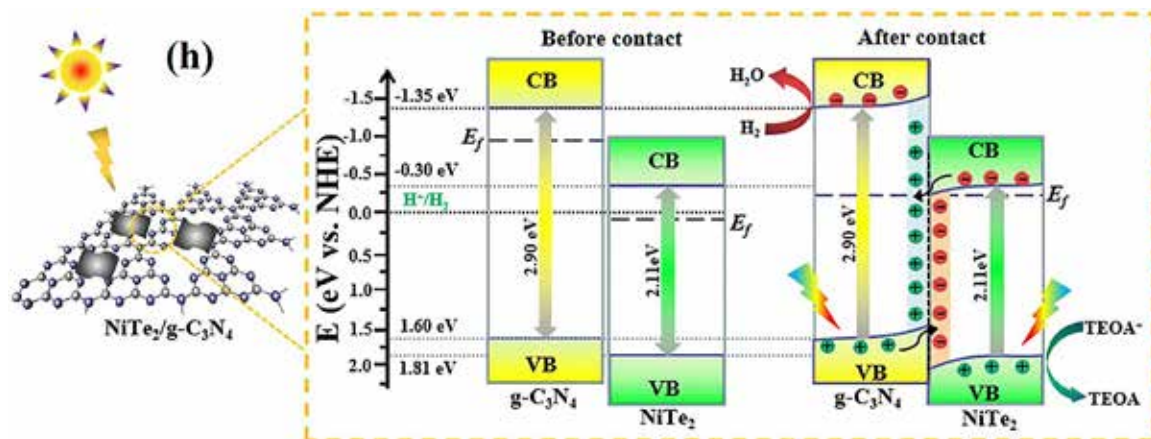 (h)
NiTe₂/g-C₃N₄
Before contact
After contact
E (eV vs. NHE)
-1.5
-1.0
-0.5
0.0
0.5
1.0
1.5
2.0
-1.35 eV
-0.30 eV
H⁺/H₂
1.60 eV
1.81 eV
CB
Ef
2.90 eV
VB
g-C₃N₄
CB
Ef
2.11eV
VB
NiTe₂
H₂O
H₂
CB
2.90 eV
VB
g-C₃N₄
CB
Ef
2.11eV
VB
NiTe₂
TEOA⁺
TEOA